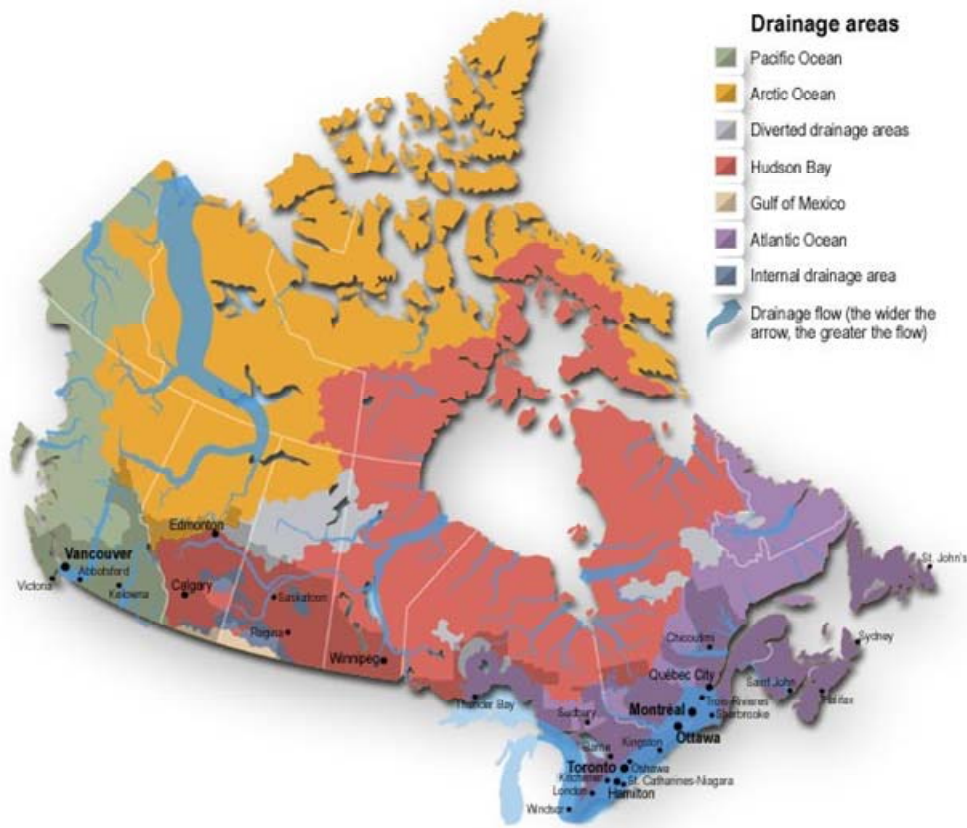 Drainage areas
Pacific Ocean
Arctic Ocean
Diverted drainage areas
Hudson Bay
Gulf of Mexico
Atlantic Ocean
Internal drainage area
Drainage flow (the wider the
arrow, the greater the flow)
Edmonton
Vancouver
Abbotsford
Victoria
Kelowna
Calgary
Saskatoon
Regina
Winnipeg
St. John's
Chicoutimi
Sydney
Québec City
Saint John
Halifax
Thunder Bay
Trois-Rivières
Sherbrooke
Montréal
Sudbury
Ottawa
Kingston
Barrie
Toronto
Oshawa
Kitchener
St. Catharines-Niagara
Hamilton
London
Windsor